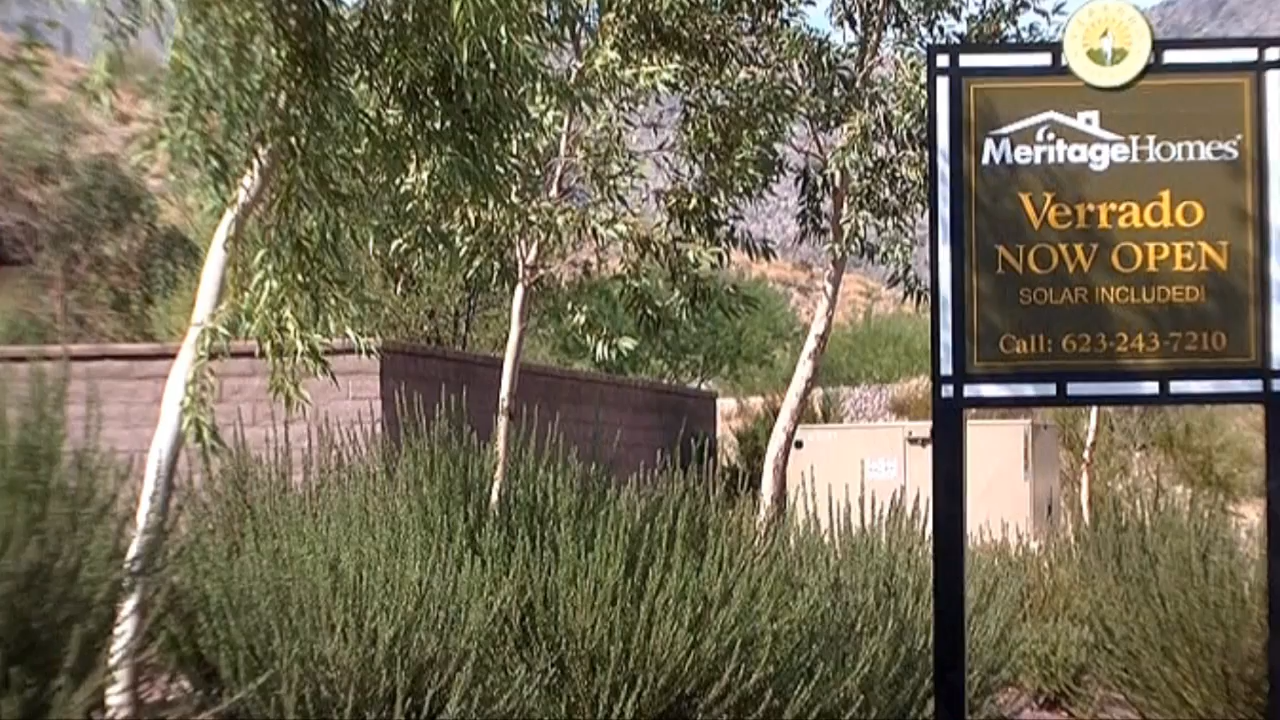 MeritageHomes
Verrado
NOW OPEN
SOLAR INCLUDED!
Call: 623-243-7210